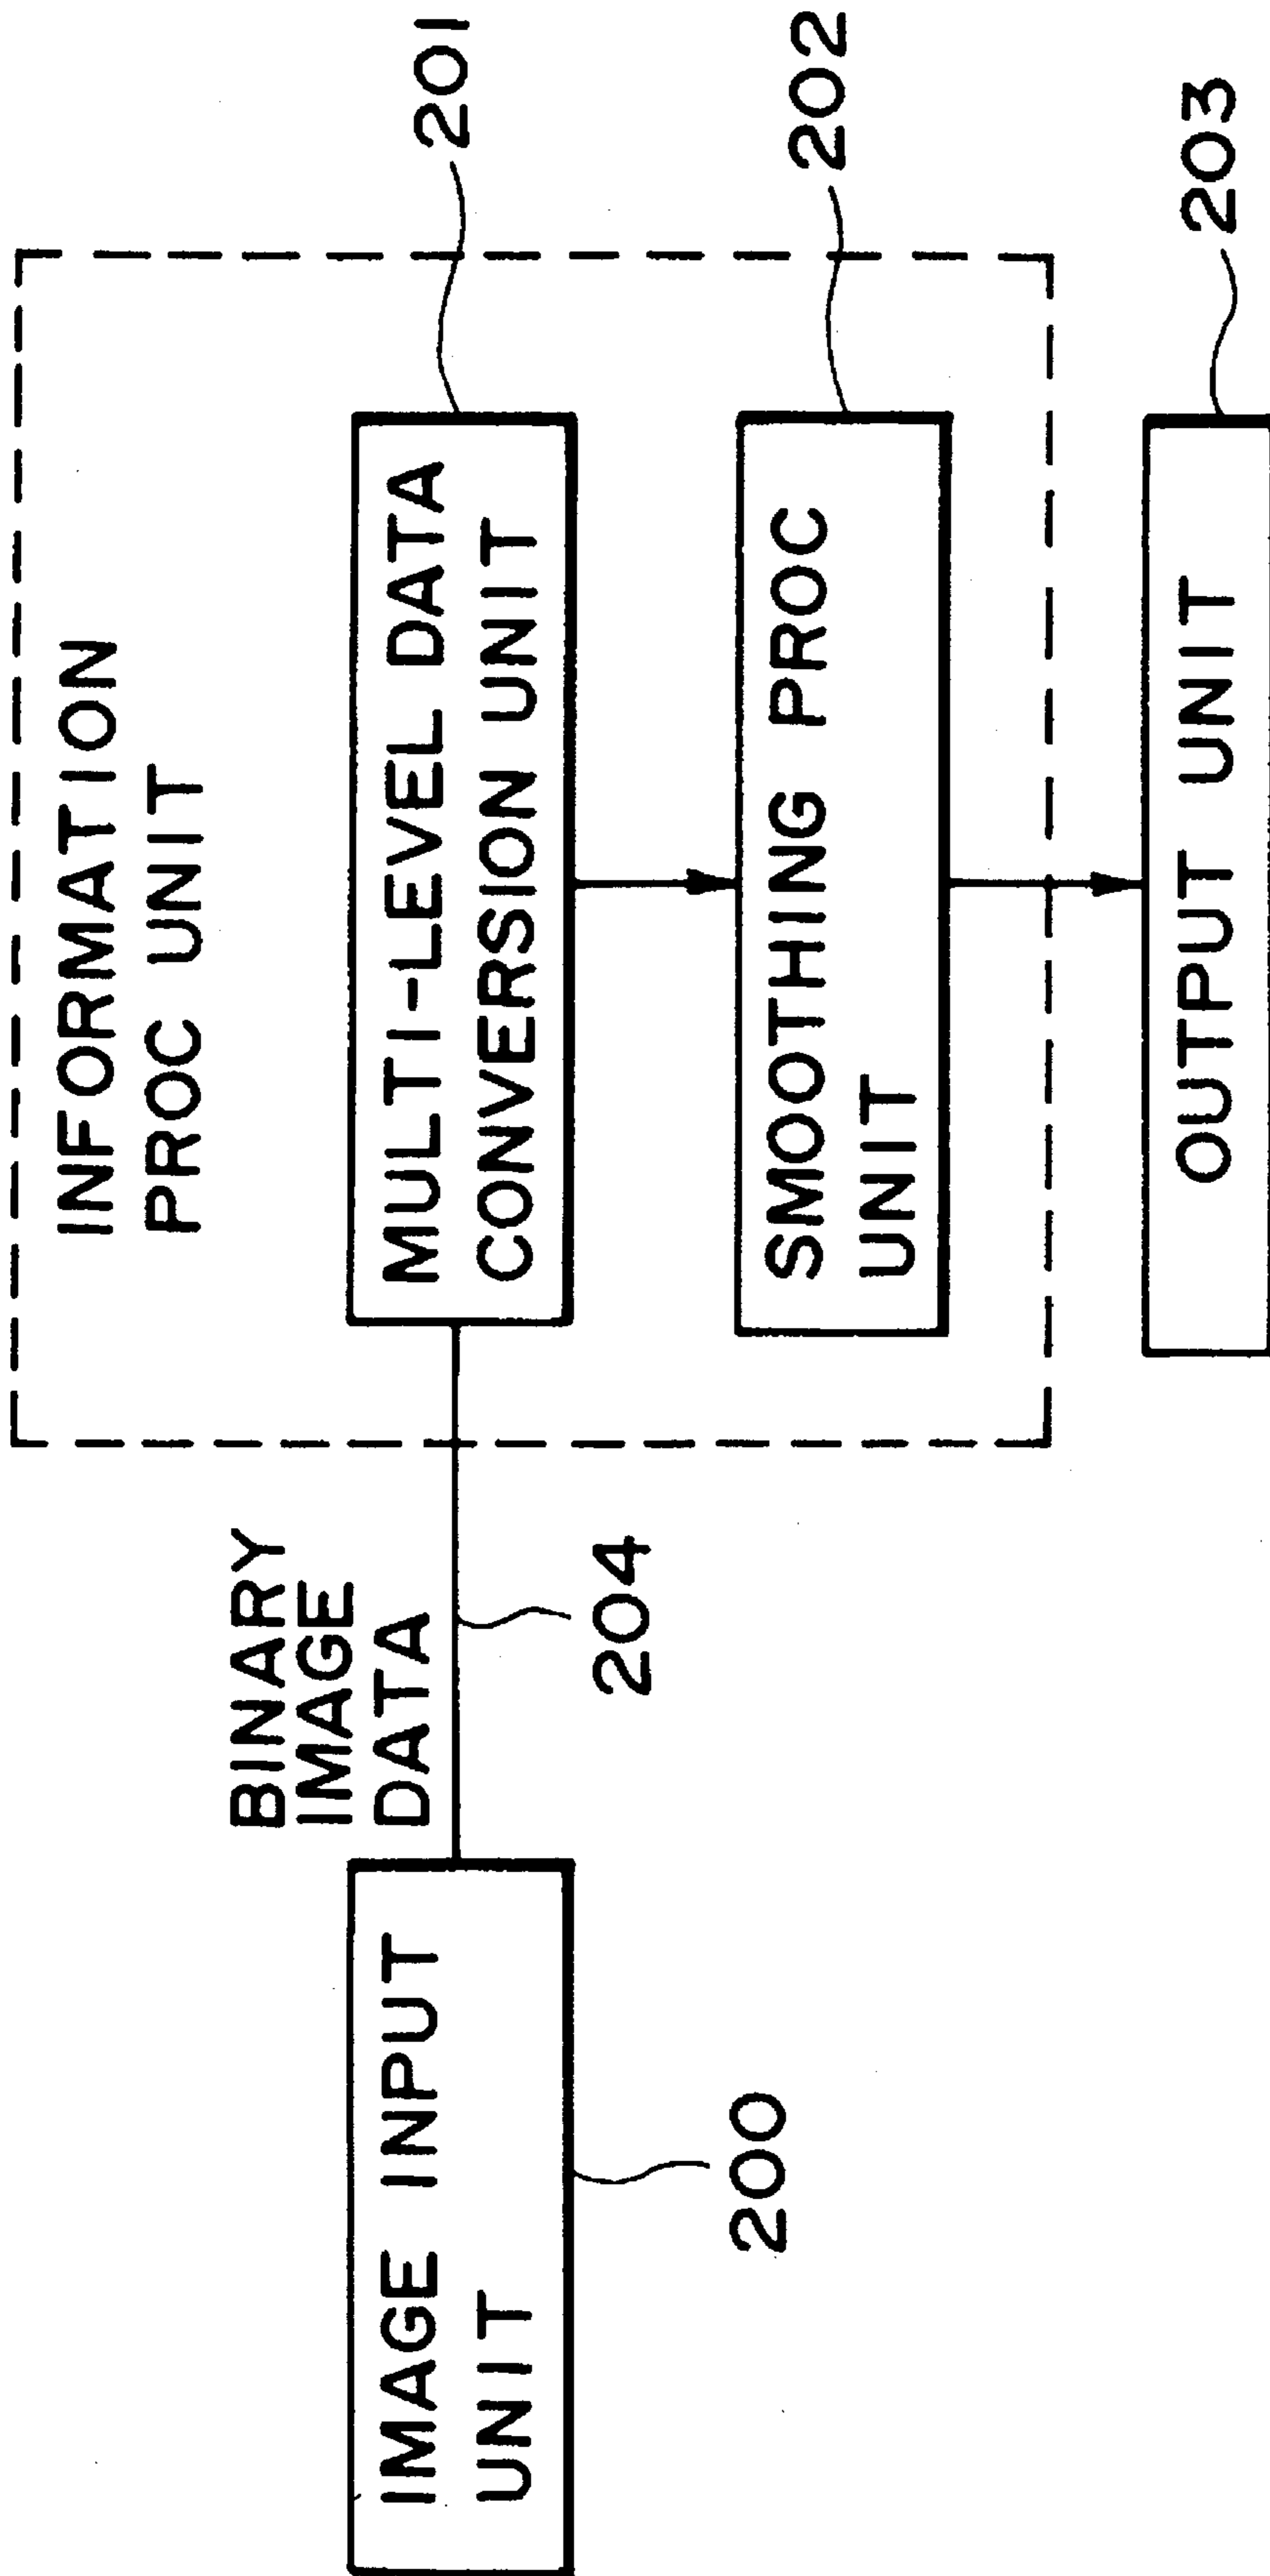 INFORMATION
PROC UNIT
BINARY
IMAGE
DATA
IMAGE INPUT
UNIT
200
204
MULTI-LEVEL DATA
CONVERSION UNIT
201
SMOOTHING PROC
UNIT
202
OUTPUT UNIT
203